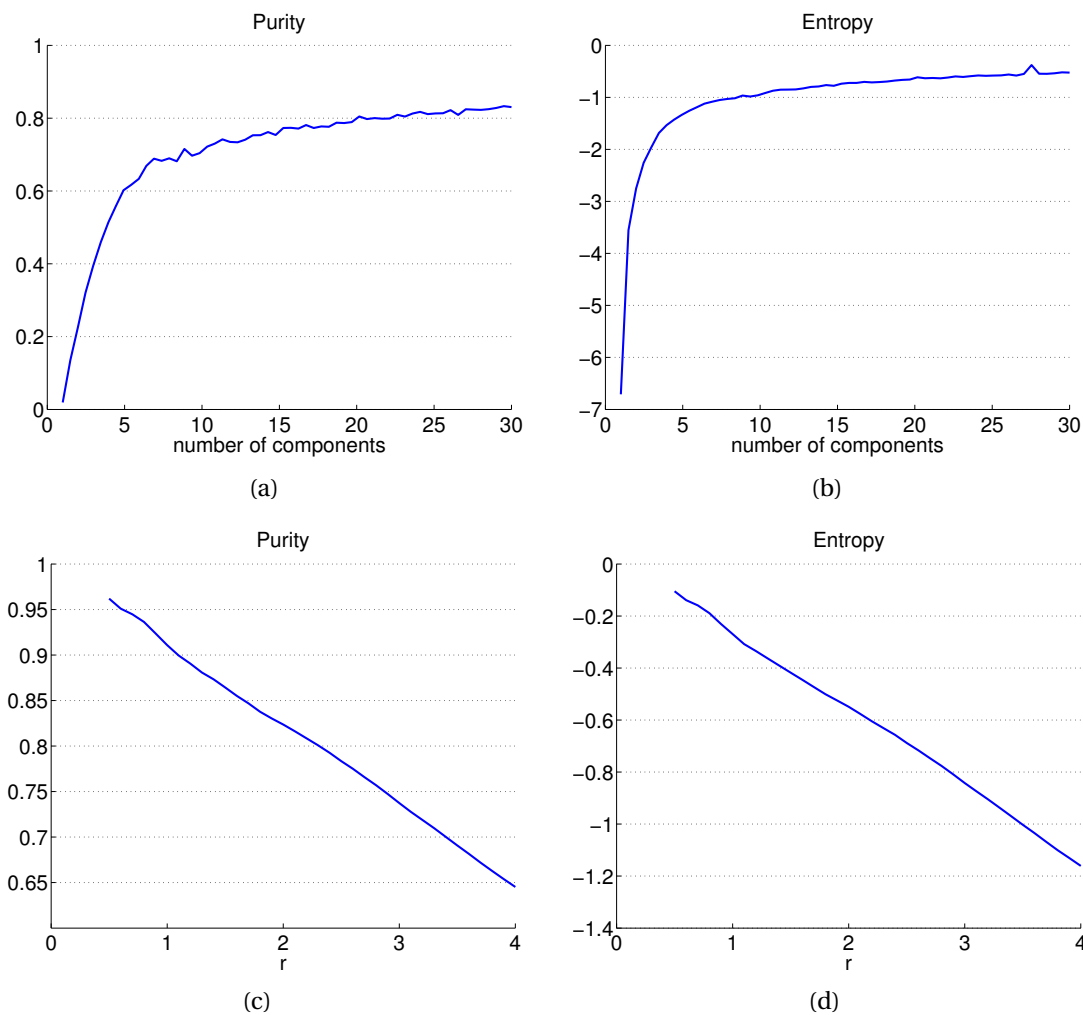 Purity
1
0.8
0.6
0.4
0.2
0
0 5 10 15 20 25 30
number of components
(a)
Entropy
0
−1
−2
−3
−4
−5
−6
−7
0 5 10 15 20 25 30
number of components
(b)
Purity
1
0.95
0.9
0.85
0.8
0.75
0.7
0.65
0 1 2 3 4
r
(c)
Entropy
0
−0.2
−0.4
−0.6
−0.8
−1
−1.2
−1.4
0 1 2 3 4
r
(d)